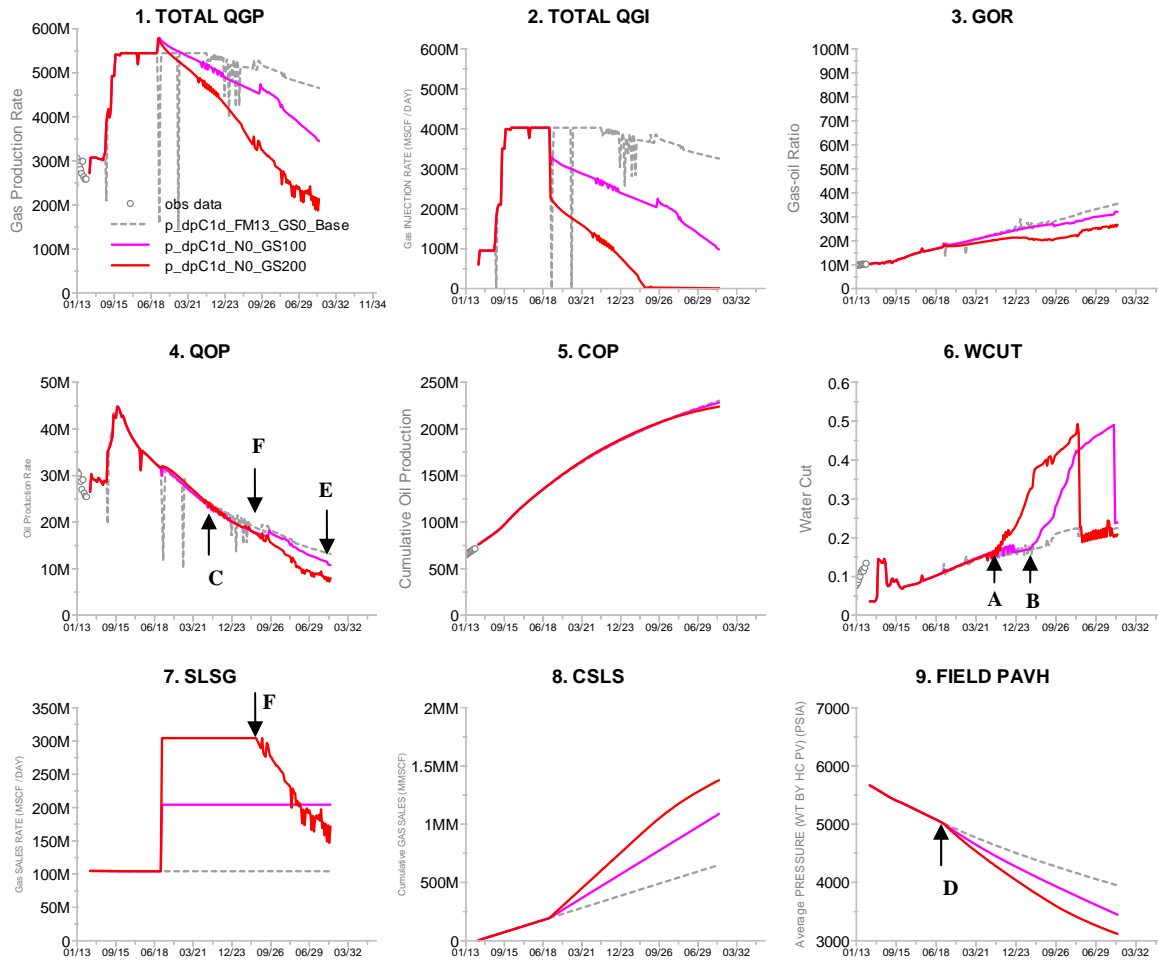 1. TOTAL QGP
Gas Production Rate
600M
500M
400M
300M
200M
100M
0
01/13 09/15 06/18 03/21 12/23 09/26 06/29 03/32 11/34
obs data
p_dpC1d_FM13_GS0_Base
p_dpC1d_N0_GS100
p_dpC1d_N0_GS200
2. TOTAL QGI
Gas INJECTION RATE (MSCF / DAY)
600M
500M
400M
300M
200M
100M
0
01/13 09/15 06/18 03/21 12/23 09/26 06/29 03/32
3. GOR
Gas-oil Ratio
100M
90M
80M
70M
60M
50M
40M
30M
20M
10M
0
01/13 09/15 06/18 03/21 12/23 09/26 06/29 03/32
4. QOP
Oil Production Rate
50M
40M
30M
20M
10M
0
C
F
E
01/13 09/15 06/18 03/21 12/23 09/26 06/29 03/32
5. COP
Cumulative Oil Production
250M
200M
150M
100M
50M
0
01/13 09/15 06/18 03/21 12/23 09/26 06/29 03/32
6. WCUT
Water Cut
0.6
0.5
0.4
0.3
0.2
0.1
0
A
B
01/13 09/15 06/18 03/21 12/23 09/26 06/29 03/32
7. SLSG
Gas SALES RATE (MSCF / DAY)
350M
300M
250M
200M
150M
100M
50M
0
F
01/13 09/15 06/18 03/21 12/23 09/26 06/29 03/32
8. CSLS
Cumulative GAS SALES (MMSCF)
2MM
1.5MM
1MM
500M
0
01/13 09/15 06/18 03/21 12/23 09/26 06/29 03/32
9. FIELD PAVH
Average PRESSURE (WT BY HC PV) (PSIA)
7000
6000
5000
4000
3000
D
01/13 09/15 06/18 03/21 12/23 09/26 06/29 03/32